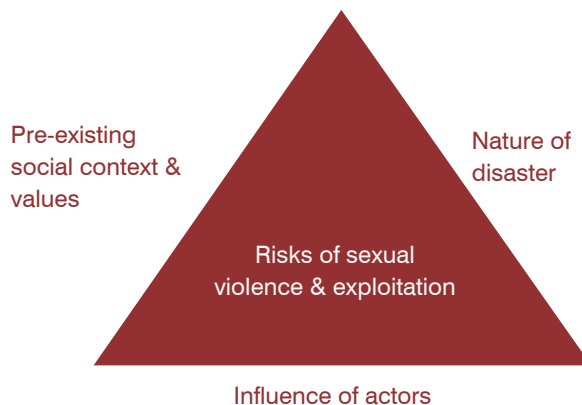 Pre-existing
social context &
values
Nature of
disaster
Risks of sexual
violence & exploitation
Influence of actors